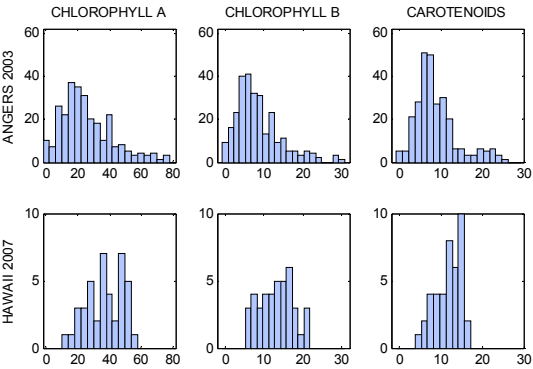 CHLOROPHYLL A CHLOROPHYLL B CAROTENOIDS
ANGERS 2003
60 60 60
40 40 40
20 20 20
0 0 0
0 20 40 60 80 0 10 20 30 0 10 20 30
HAWAII 2007
10 10 10
5 5 5
0 0 0
0 20 40 60 80 0 10 20 30 0 10 20 30